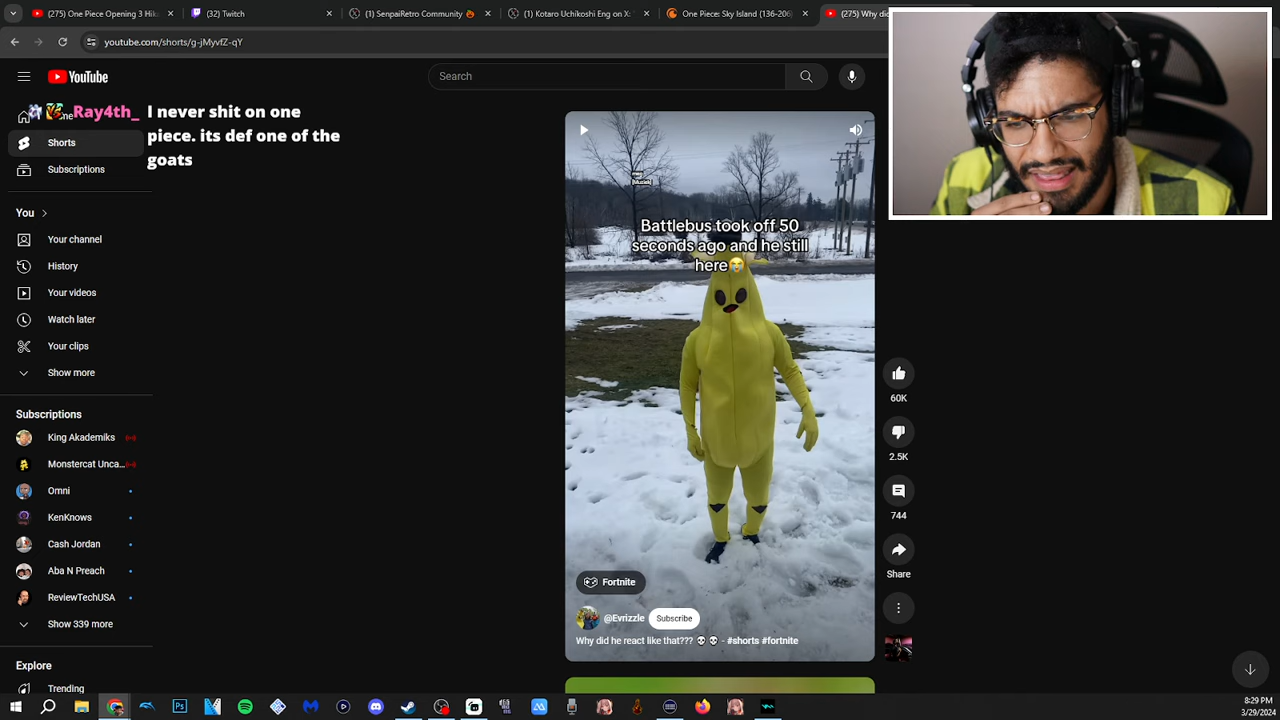 (275) Why di
One Piece: Sky Island (136-206
(1) Kotaro Uchikoshi Eng on X: "
(1) SenpaiRetro Community
(32) Twitch
(275) One Piece Opening 3 Hik
youtube.com/shorts/g-jMyvfZ-qY
YouTube
Search
Ray4th_ I never shit on one
piece. its def one of the
goats
Shorts
Subscriptions
You
Your channel
History
Your videos
Watch later
Your clips
Show more
Subscriptions
King Akademiks
Monstercat Unca...
Omni
KenKnows
Cash Jordan
Aba N Preach
ReviewTechUSA
Show 339 more
Explore
Trending
Battlebus took off 50
seconds ago and he still
here😭
Fortnite
@Evrizzle Subscribe
Why did he react like that??? 💀 💀 - #shorts #fortnite
60K
2.5K
744
Share
8:29 PM
3/29/2024